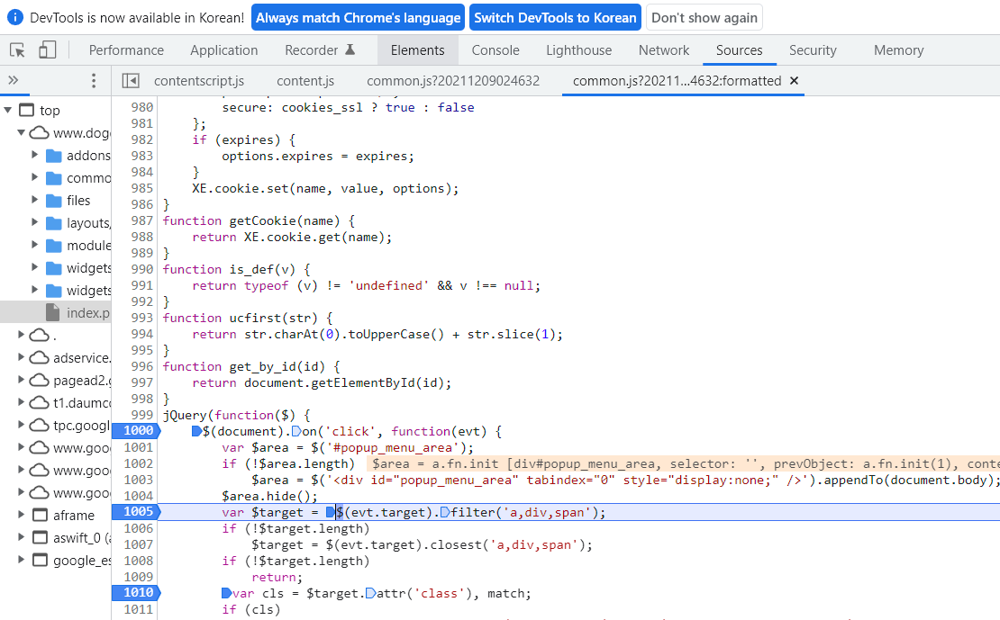 DevTools is now available in Korean! Always match Chrome's language Switch DevTools to Korean Don't show again
Performance Application Recorder Elements Console Lighthouse Network Sources Security Memory
contentscript.js content.js common.js?20211209024632 common.js?20211...4632:formatted
top
www.dog
addons
commo
files
layouts,
module
widgets
widgets
index.p
.
adservice.
pagead2.g
t1.daumc
tpc.googl
www.goo
www.goo
www.goo
aframe
aswift_0 (a
google_es
980 secure: cookies_ssl ? true : false
981 };
982 if (expires) {
983 options.expires = expires;
984 }
985 XE.cookie.set(name, value, options);
986 }
987 function getCookie(name) {
988 return XE.cookie.get(name);
989 }
990 function is_def(v) {
991 return typeof (v) != 'undefined' && v !== null;
992 }
993 function ucfirst(str) {
994 return str.charAt(0).toUpperCase() + str.slice(1);
995 }
996 function get_by_id(id) {
997 return document.getElementById(id);
998 }
999 jQuery(function($) {
1000 $(document).on('click', function(evt) {
1001 var $area = $('#popup_menu_area');
1002 if (!$area.length) $area = a.fn.init [div#popup_menu_area, selector: '', prevObject: a.fn.init(1), conte
1003 $area = $('<div id="popup_menu_area" tabindex="0" style="display:none;" />').appendTo(document.body);
1004 $area.hide();
1005 var $target = $(evt.target).filter('a,div,span');
1006 if (!$target.length)
1007 $target = $(evt.target).closest('a,div,span');
1008 if (!$target.length)
1009 return;
1010 var cls = $target.attr('class'), match;
1011 if (cls)